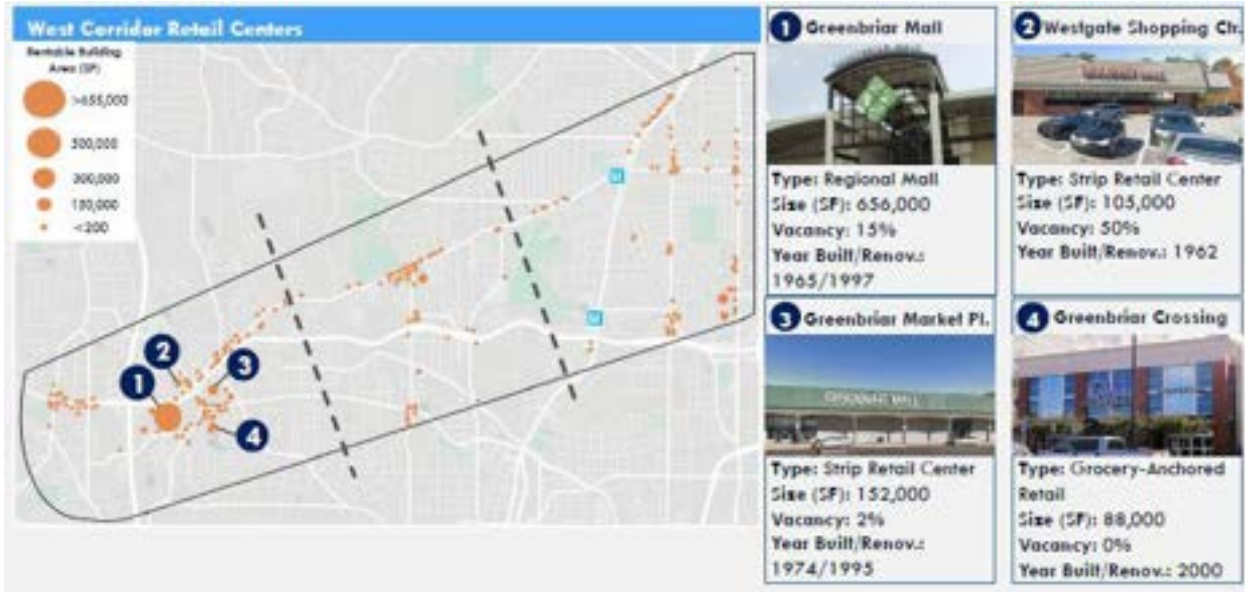 West Corridor Retail Centers
Rentable Building
Area (SF)
>655,000
500,000
300,000
150,000
<200
1
2
3
4
1 Greenbriar Mall
Type: Regional Mall
Size (SF): 656,000
Vacancy: 15%
Year Built/Renov.:
1965/1997
2 Westgate Shopping Ctr.
Type: Strip Retail Center
Size (SF): 105,000
Vacancy: 50%
Year Built/Renov.: 1962
3 Greenbriar Market Pl.
Type: Strip Retail Center
Size (SF): 152,000
Vacancy: 2%
Year Built/Renov.:
1974/1995
4 Greenbriar Crossing
Type: Grocery-Anchored
Retail
Size (SF): 88,000
Vacancy: 0%
Year Built/Renov.: 2000